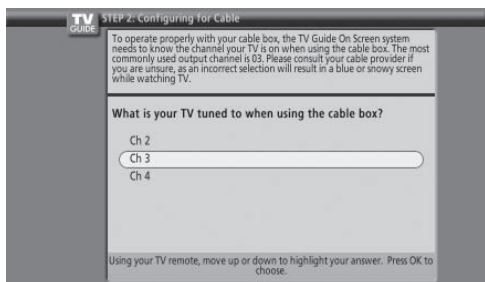 TV
GUIDE
STEP 2: Configuring for Cable
To operate properly with your cable box, the TV Guide On Screen system
needs to know the channel your TV is on when using the cable box. The most
commonly used output channel is 03. Please consult your cable provider if
you are unsure, as an incorrect selection will result in a blue or snowy screen
while watching TV.
What is your TV tuned to when using the cable box?
Ch 2
Ch 3
Ch 4
Using your TV remote, move up or down to highlight your answer. Press OK to
choose.